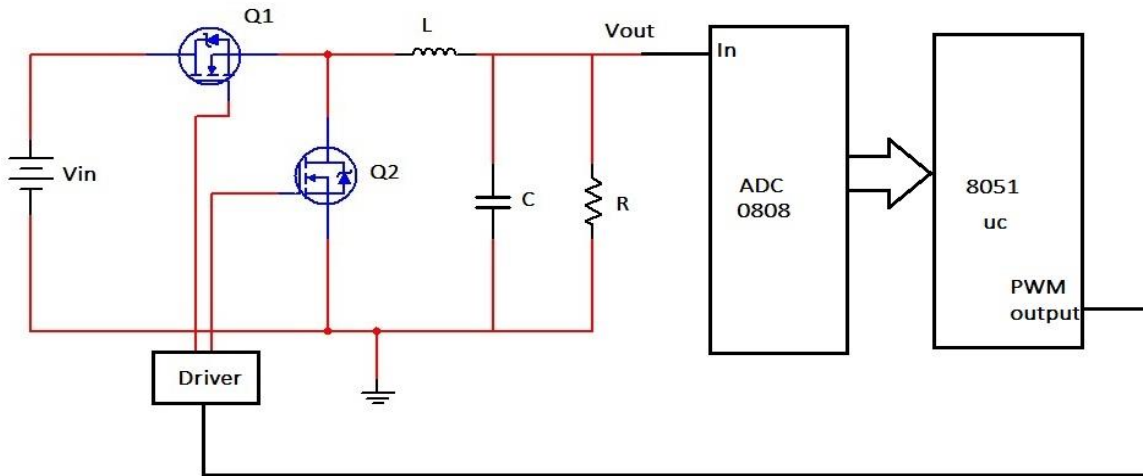 Q1
L
Vout
In
Vin
Q2
C
R
ADC
0808
8051
uc
PWM
output
Driver